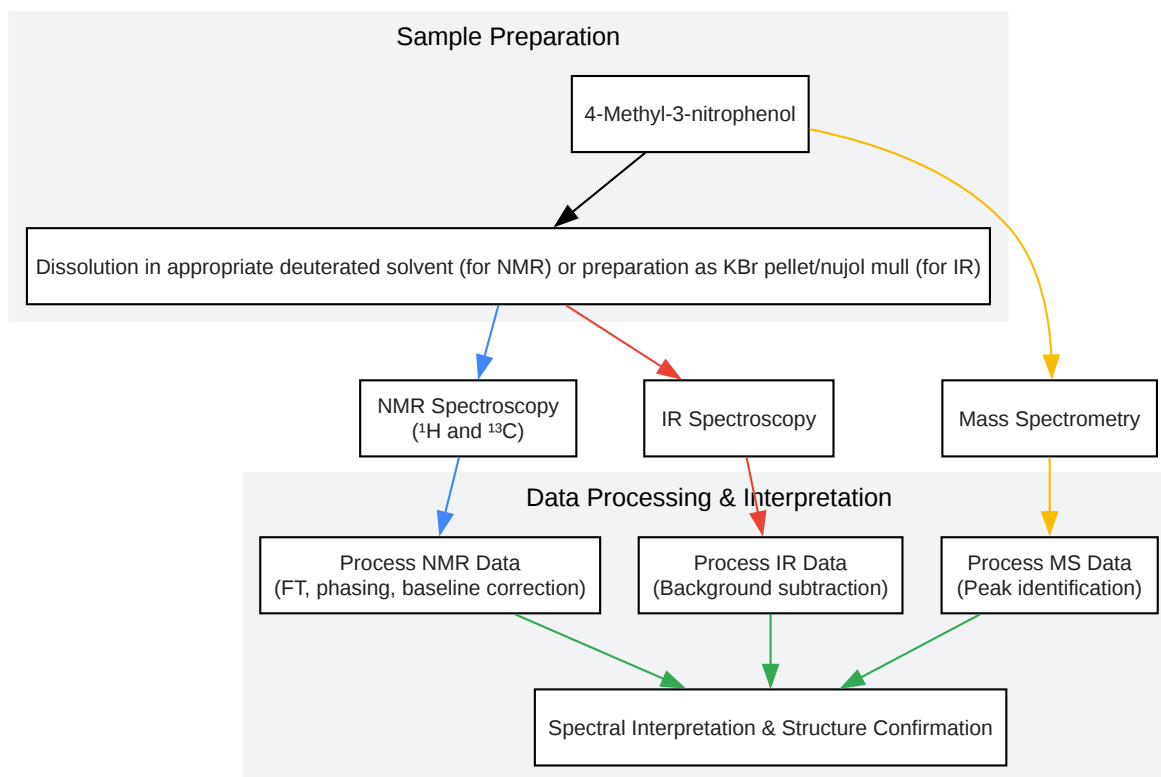 Sample Preparation
4-Methyl-3-nitrophenol
Dissolution in appropriate deuterated solvent (for NMR) or preparation as KBr pellet/nujol mull (for IR)
NMR Spectroscopy
(¹H and ¹³C)
IR Spectroscopy
Mass Spectrometry
Data Processing & Interpretation
Process NMR Data
(FT, phasing, baseline correction)
Process IR Data
(Background subtraction)
Process MS Data
(Peak identification)
Spectral Interpretation & Structure Confirmation